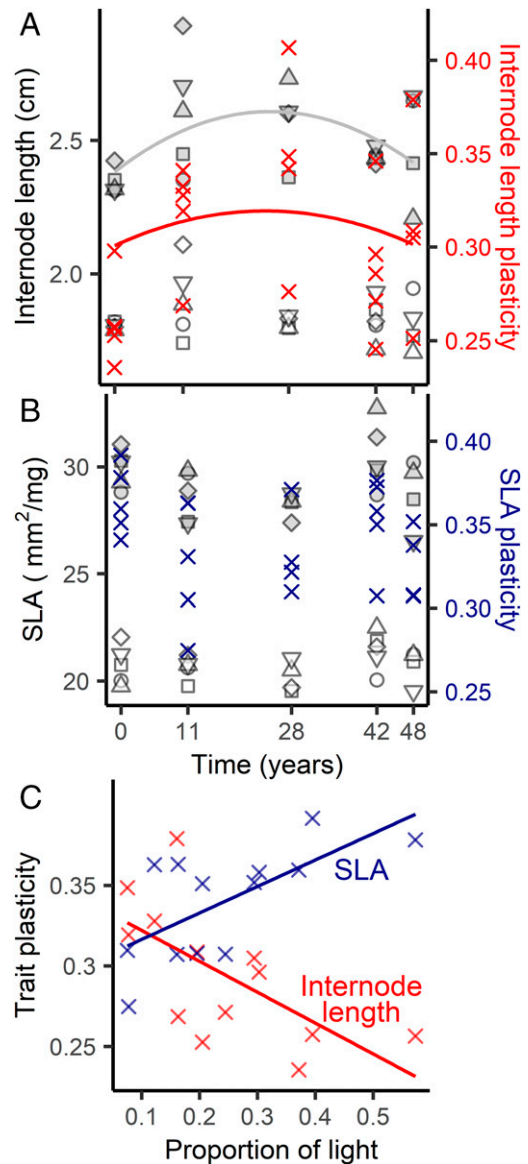 A
Internode length (cm)
2.5
2.0
0.40
0.35
0.30
0.25
Internode length plasticity
B
SLA ( mm²/mg)
30
25
20
0.40
0.35
0.30
0.25
SLA plasticity
0 11 28 42 48
Time (years)
C
Trait plasticity
0.35
0.3
0.25
SLA
Internode
length
0.1 0.2 0.3 0.4 0.5
Proportion of light